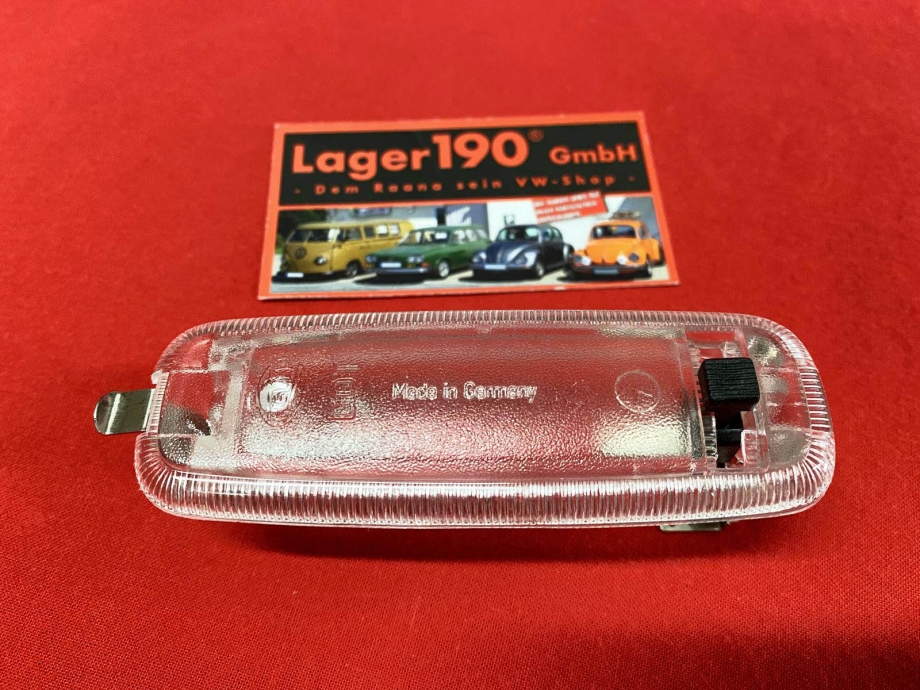 Lager190® GmbH
- Dem Raana sein VW-Shop -
Made in Germany